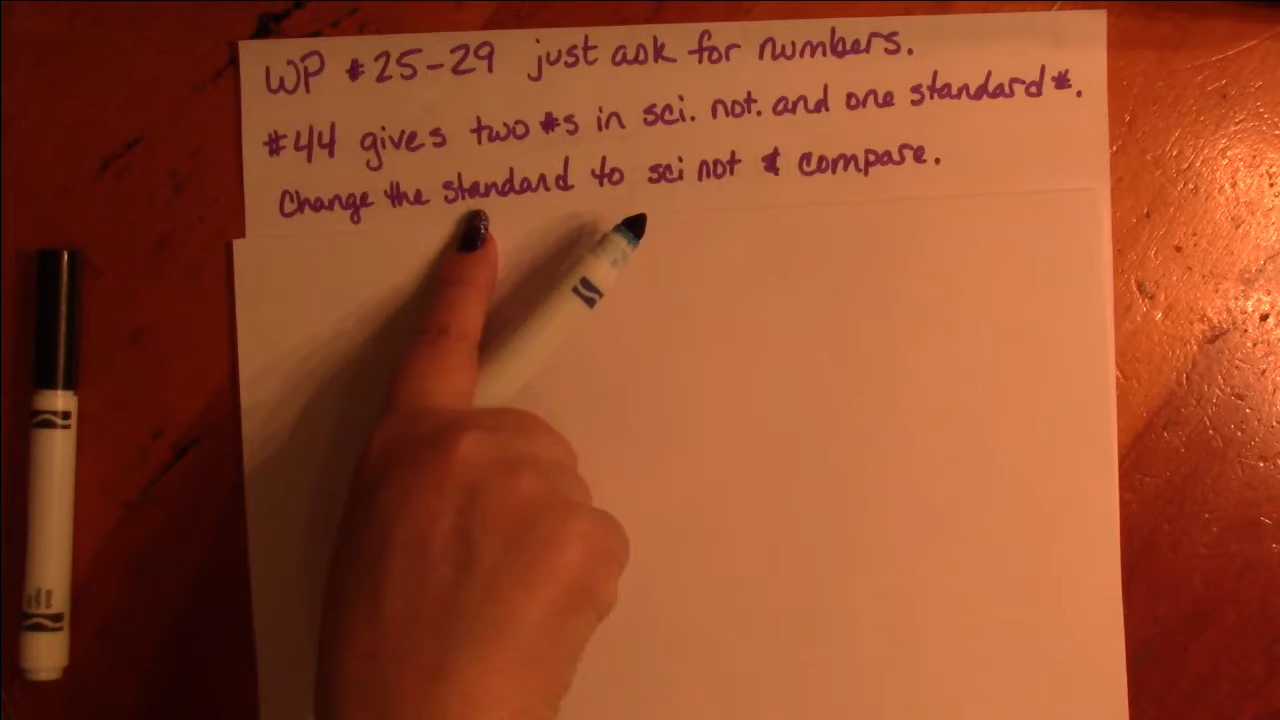 WP #25-29 just ask for numbers.
#44 gives two #s in sci. not. and one standard #.
Change the standard to sci not & compare.